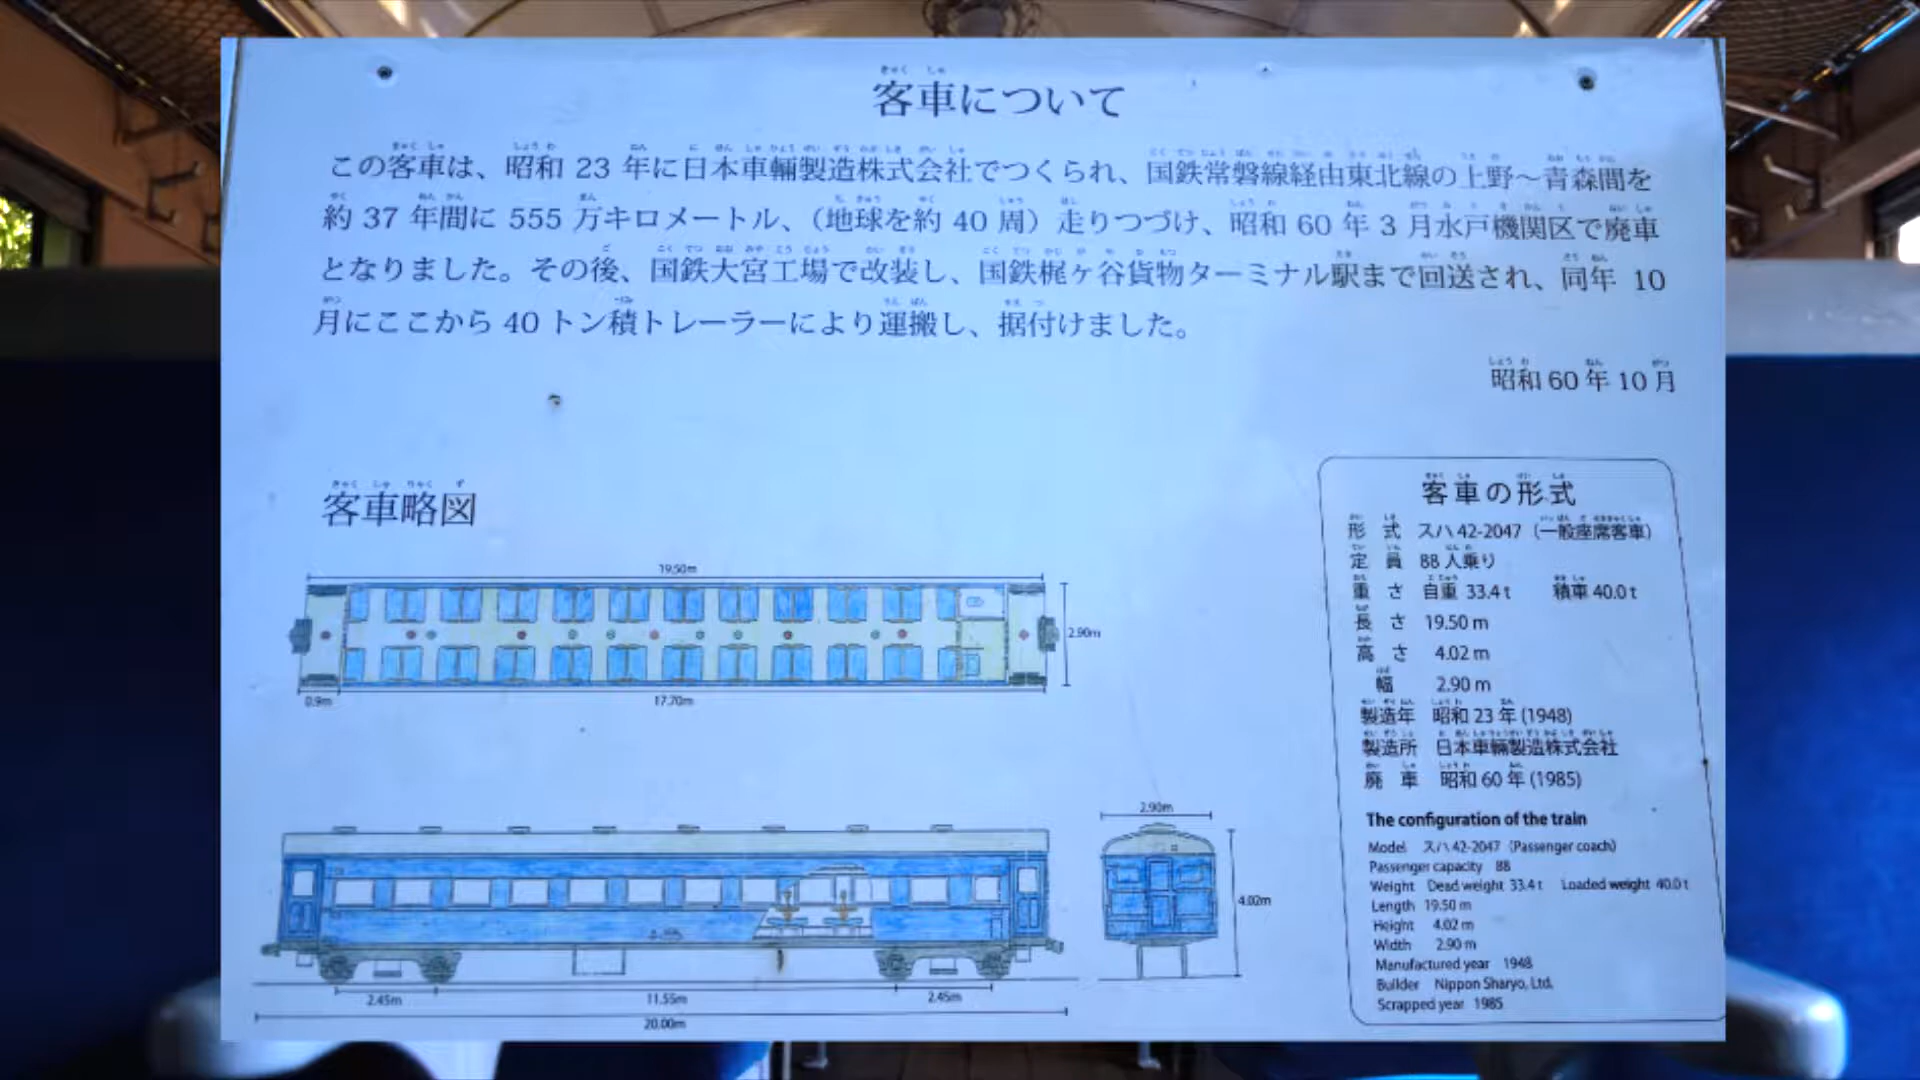 客車について
この客車は、昭和 23 年に日本車輛製造株式会社でつくられ、国鉄常磐線経由東北線の上野〜青森間を
約 37 年間に 555 万キロメートル、（地球を約 40 周）走りつづけ、昭和 60 年 3 月水戸機関区で廃車
となりました。その後、国鉄大宮工場で改装し、国鉄梶ヶ谷貨物ターミナル駅まで回送され、同年 10
月にここから 40 トン積トレーラーにより運搬し、据付けました。
昭和 60 年 10 月
客車略図
19.50m
2.90m
0.9m
17.70m
2.90m
4.02m
2.45m
11.55m
2.45m
20.00m
客車の形式
形式 スハ 42-2047（一般座席客車）
定員 88 人乗り
重さ 自重 33.4 t 積車 40.0 t
長さ 19.50 m
高さ 4.02 m
幅 2.90 m
製造年 昭和 23 年 (1948)
製造所 日本車輛製造株式会社
廃車 昭和 60 年 (1985)
The configuration of the train
Model スハ 42-2047 (Passenger coach)
Passenger capacity 88
Weight Dead weight 33.4 t Loaded weight 40.0 t
Length 19.50 m
Height 4.02 m
Width 2.90 m
Manufactured year 1948
Builder Nippon Sharyo, Ltd.
Scrapped year 1985